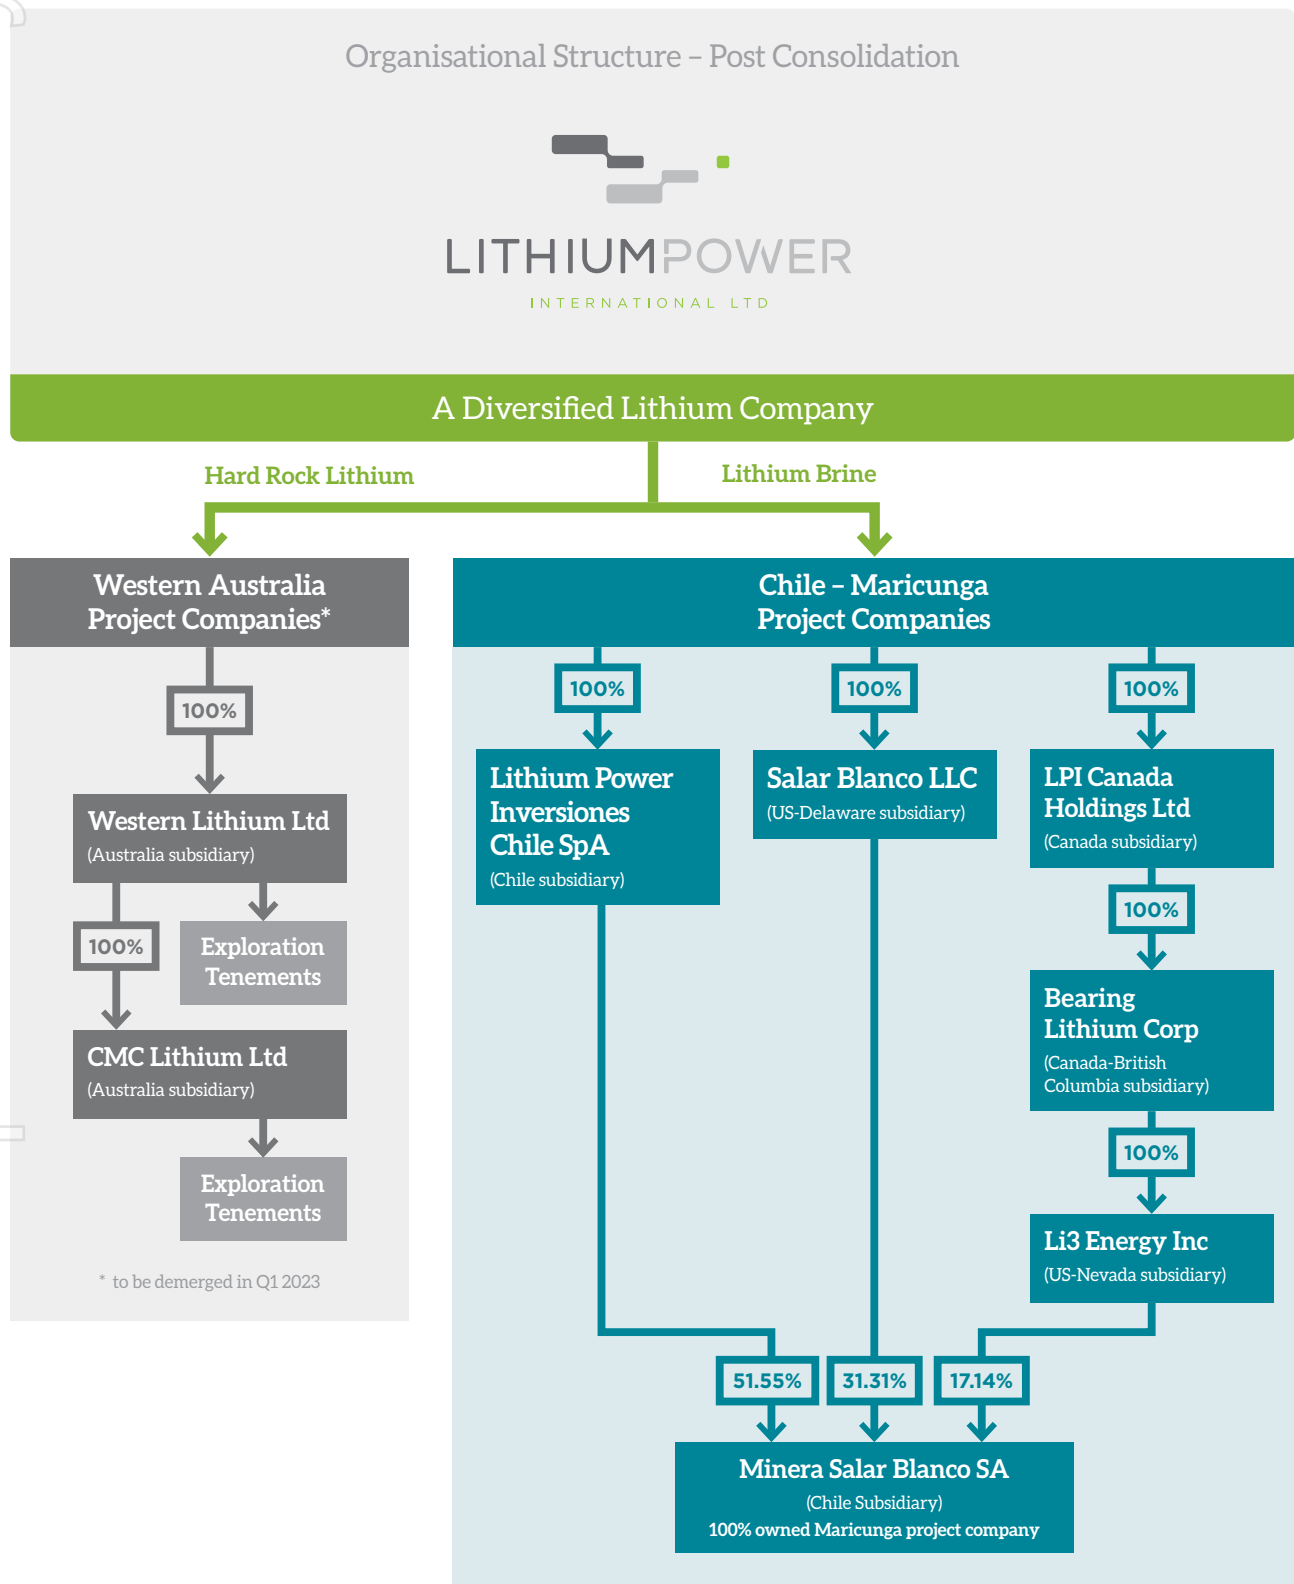 Organisational Structure – Post Consolidation
LITHIUMPOWER
INTERNATIONAL LTD
A Diversified Lithium Company
Hard Rock Lithium
Lithium Brine
Western Australia
Project Companies*
100%
Western Lithium Ltd
(Australia subsidiary)
100%
Exploration
Tenements
CMC Lithium Ltd
(Australia subsidiary)
Exploration
Tenements
* to be demerged in Q1 2023
Chile – Maricunga
Project Companies
100%
100%
100%
Lithium Power
Inversiones
Chile SpA
(Chile subsidiary)
Salar Blanco LLC
(US-Delaware subsidiary)
LPI Canada
Holdings Ltd
(Canada subsidiary)
100%
Bearing
Lithium Corp
(Canada-British
Columbia subsidiary)
100%
Li3 Energy Inc
(US-Nevada subsidiary)
51.55%
31.31%
17.14%
Minera Salar Blanco SA
(Chile Subsidiary)
100% owned Maricunga project company